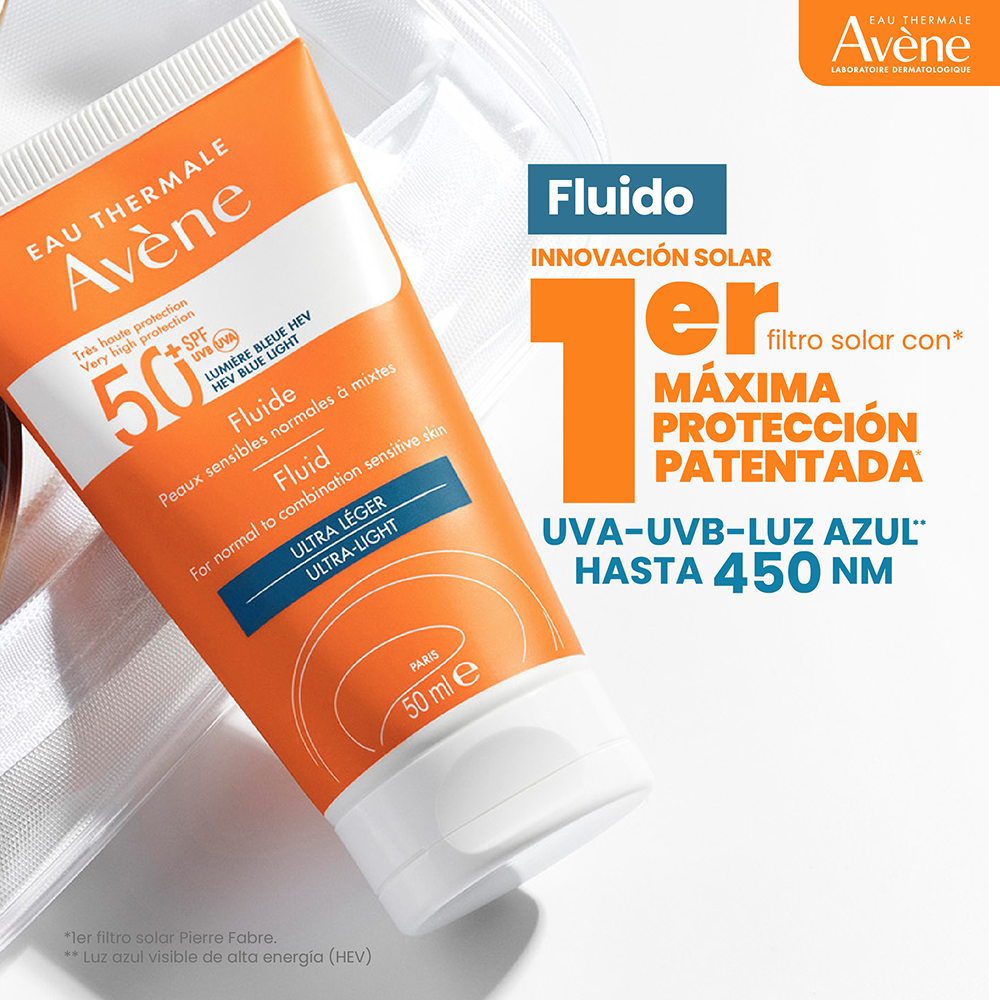 EAU THERMALE
Avène
LABORATOIRE DERMATOLOGIQUE
EAU THERMALE
Avène
Très haute protection
Very high protection
50+ SPF
UVB UVA
LUMIÈRE BLEUE HEV
HEV BLUE LIGHT
Fluide
Peaux sensibles normales à mixtes
Fluid
For normal to combination sensitive skin
ULTRA LÉGER
ULTRA-LIGHT
PARIS
50 ml e
Fluido
INNOVACIÓN SOLAR
1er filtro solar con*
MÁXIMA
PROTECCIÓN
PATENTADA*
UVA-UVB-LUZ AZUL**
HASTA 450 NM
*1er filtro solar Pierre Fabre.
** Luz azul visible de alta energía (HEV)